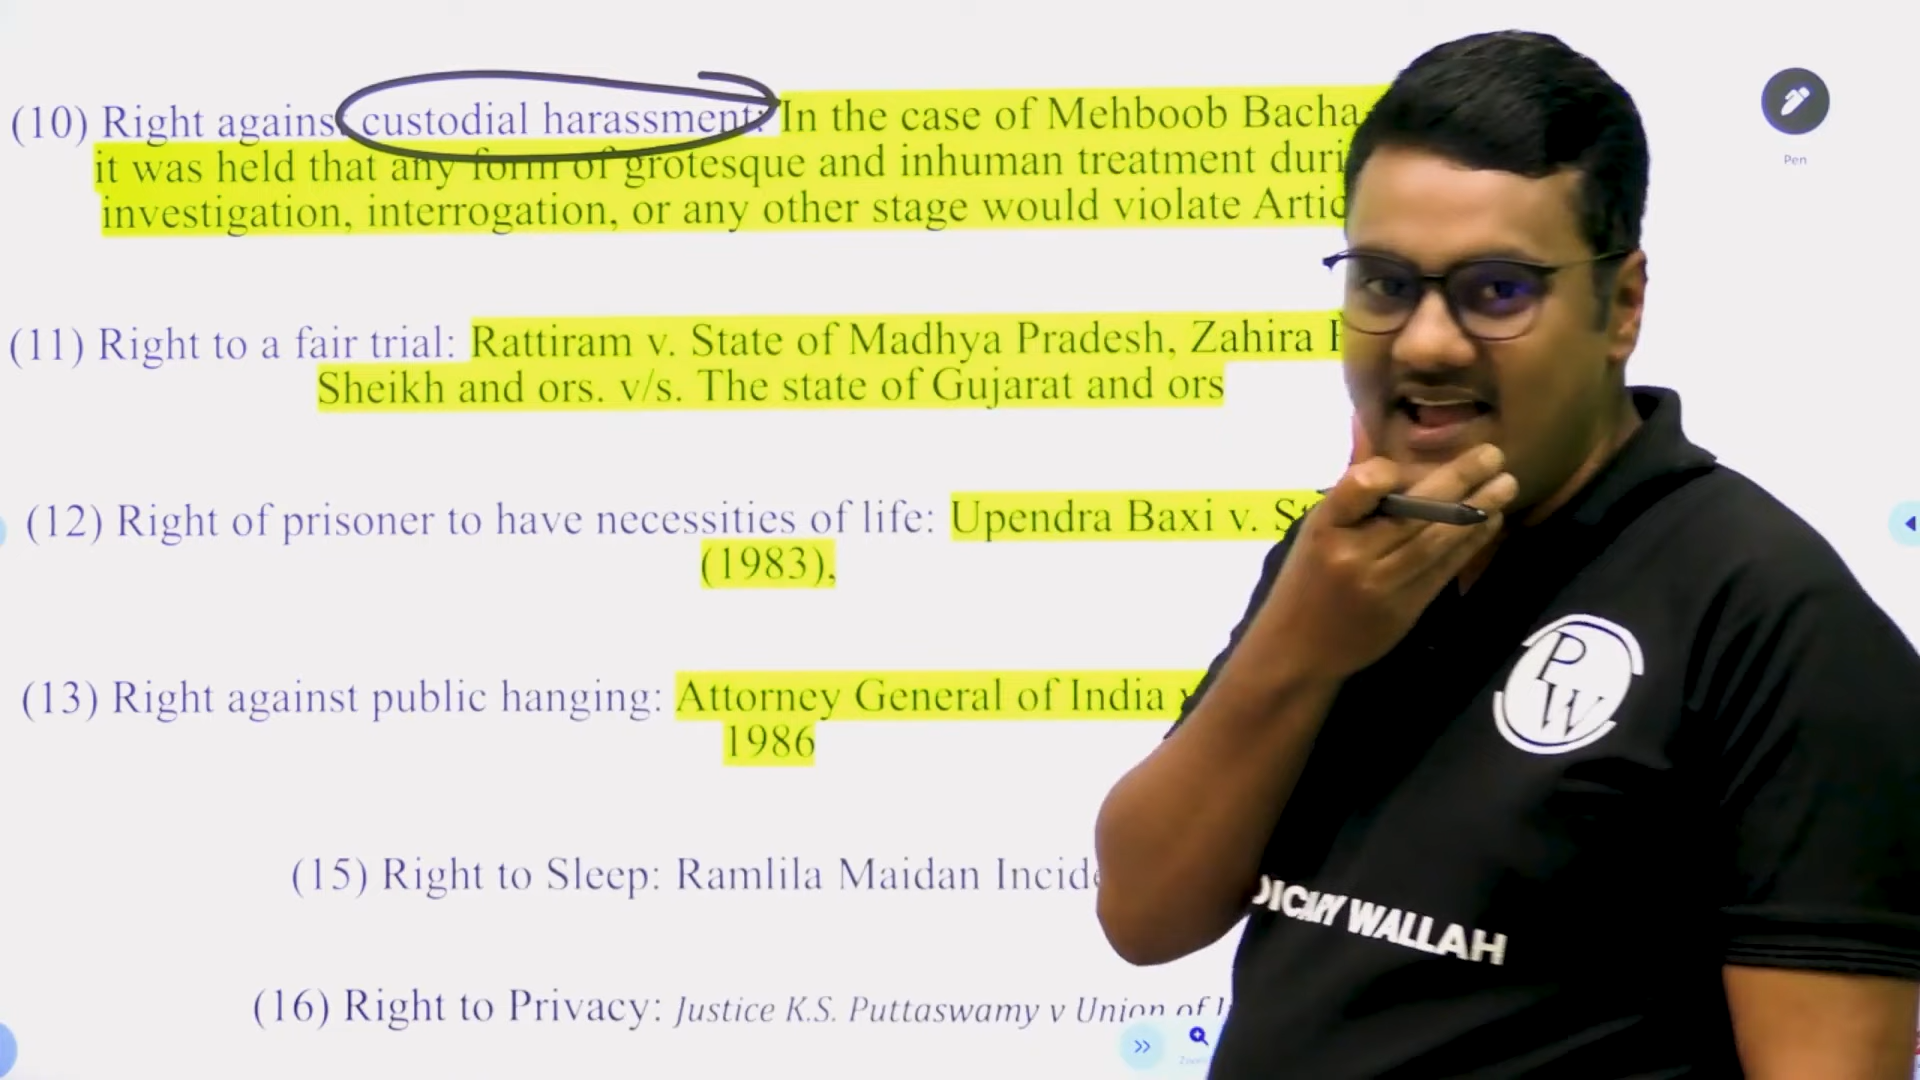 (10) Right against custodial harassment: In the case of Mehboob Bacha
it was held that any form of grotesque and inhuman treatment
investigation, interrogation, or any other stage would violate
(11) Right to a fair trial: Rattiram v. State of Madhya Pradesh, Zahira
Sheikh and ors. v/s. The state of Gujarat and ors
(12) Right of prisoner to have necessities of life: Upendra Baxi v.
(1983),
(13) Right against public hanging: Attorney General of India
1986
(15) Right to Sleep: Ramlila Maidan
(16) Right to Privacy: Justice K.S. Puttaswamy v Union of
Pen
PW
WALLAH